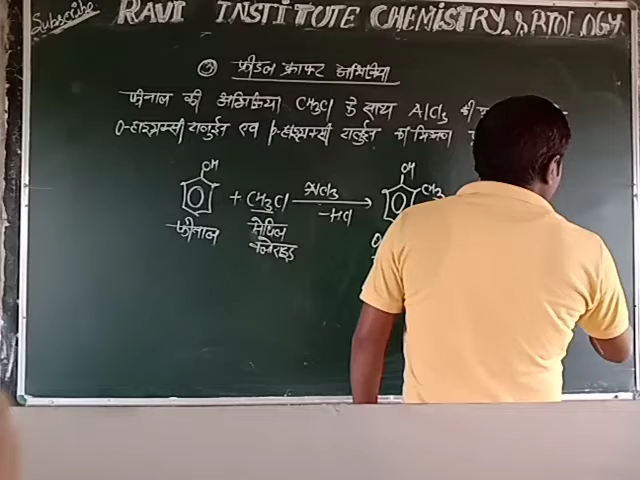 Subscribe
RAVI INSTITUTE CHEMISTRY & BIOLOGY
③ फ्रीडल क्राफ्ट अभिक्रिया
फीनाल की अभिक्रिया CH3Cl के साथ AlCl3 की
O-हाइड्राक्सी टालुईन एवं p-हाइड्राक्सी टालुईन का मिश्रण
OH + CH3Cl AlCl3 -HCl OH CH3
फीनाल मेथिल
क्लोराइड